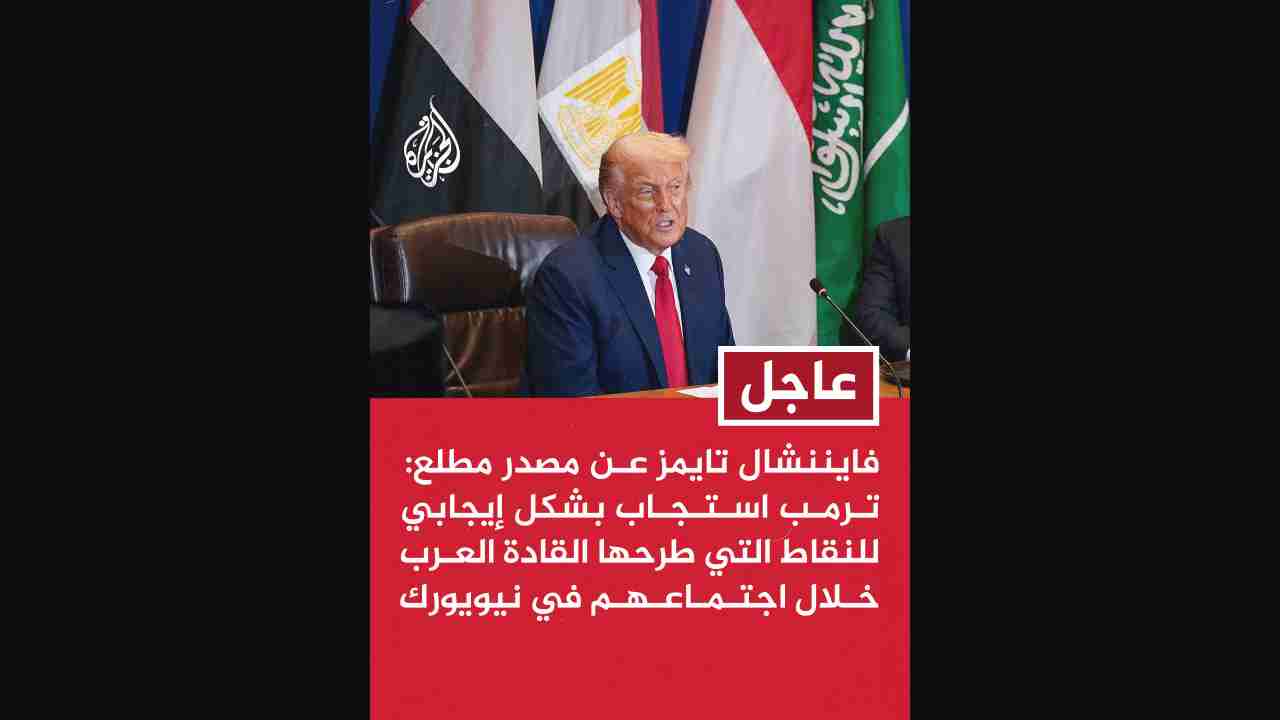 الجزيرة
عاجل
فايننشال تايمز عن مصدر مطلع:
ترمب استجاب بشكل إيجابي
للنقاط التي طرحها القادة العرب
خلال اجتماعهم في نيويورك